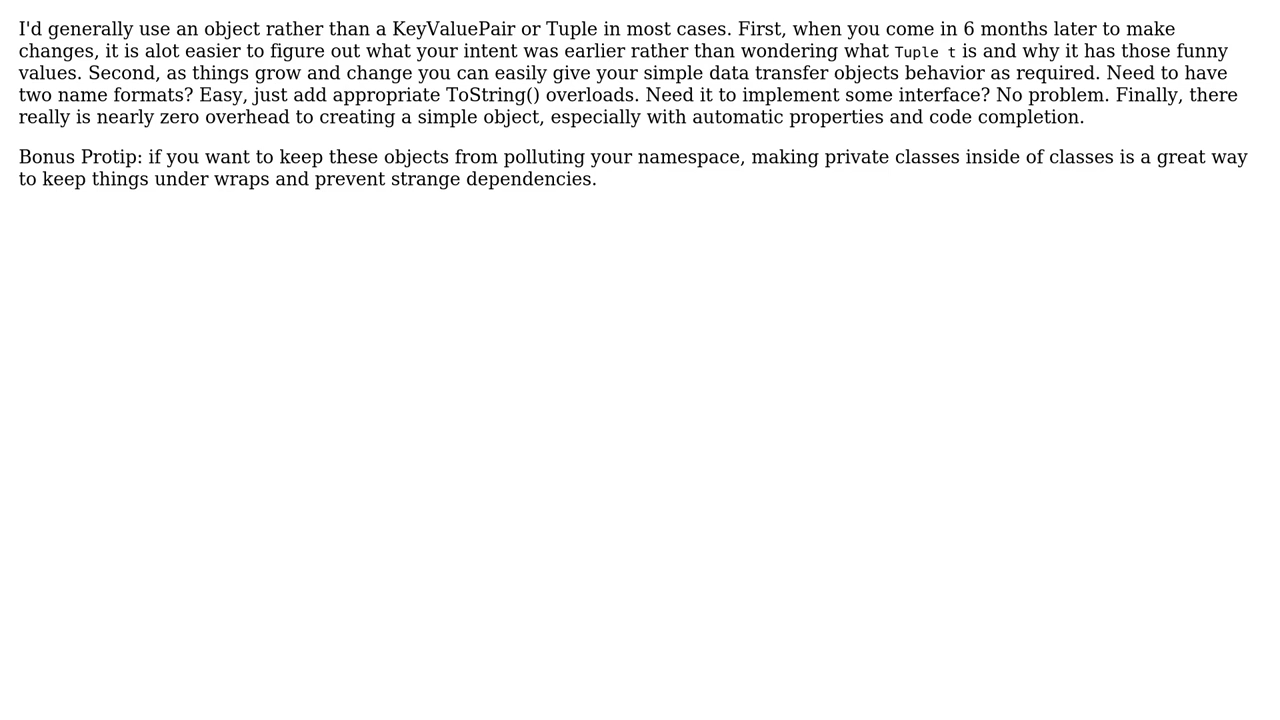 I'd generally use an object rather than a KeyValuePair or Tuple in most cases. First, when you come in 6 months later to make
changes, it is alot easier to figure out what your intent was earlier rather than wondering what Tuple t is and why it has those funny
values. Second, as things grow and change you can easily give your simple data transfer objects behavior as required. Need to have
two name formats? Easy, just add appropriate ToString() overloads. Need it to implement some interface? No problem. Finally, there
really is nearly zero overhead to creating a simple object, especially with automatic properties and code completion.
Bonus Protip: if you want to keep these objects from polluting your namespace, making private classes inside of classes is a great way
to keep things under wraps and prevent strange dependencies.